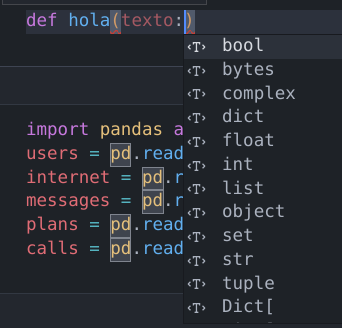 def hola(texto:)
bool
bytes
complex
dict
float
int
list
object
set
str
tuple
Dict[
import pandas a
users = pd.read
internet = pd.r
messages = pd.r
plans = pd.read
calls = pd.read